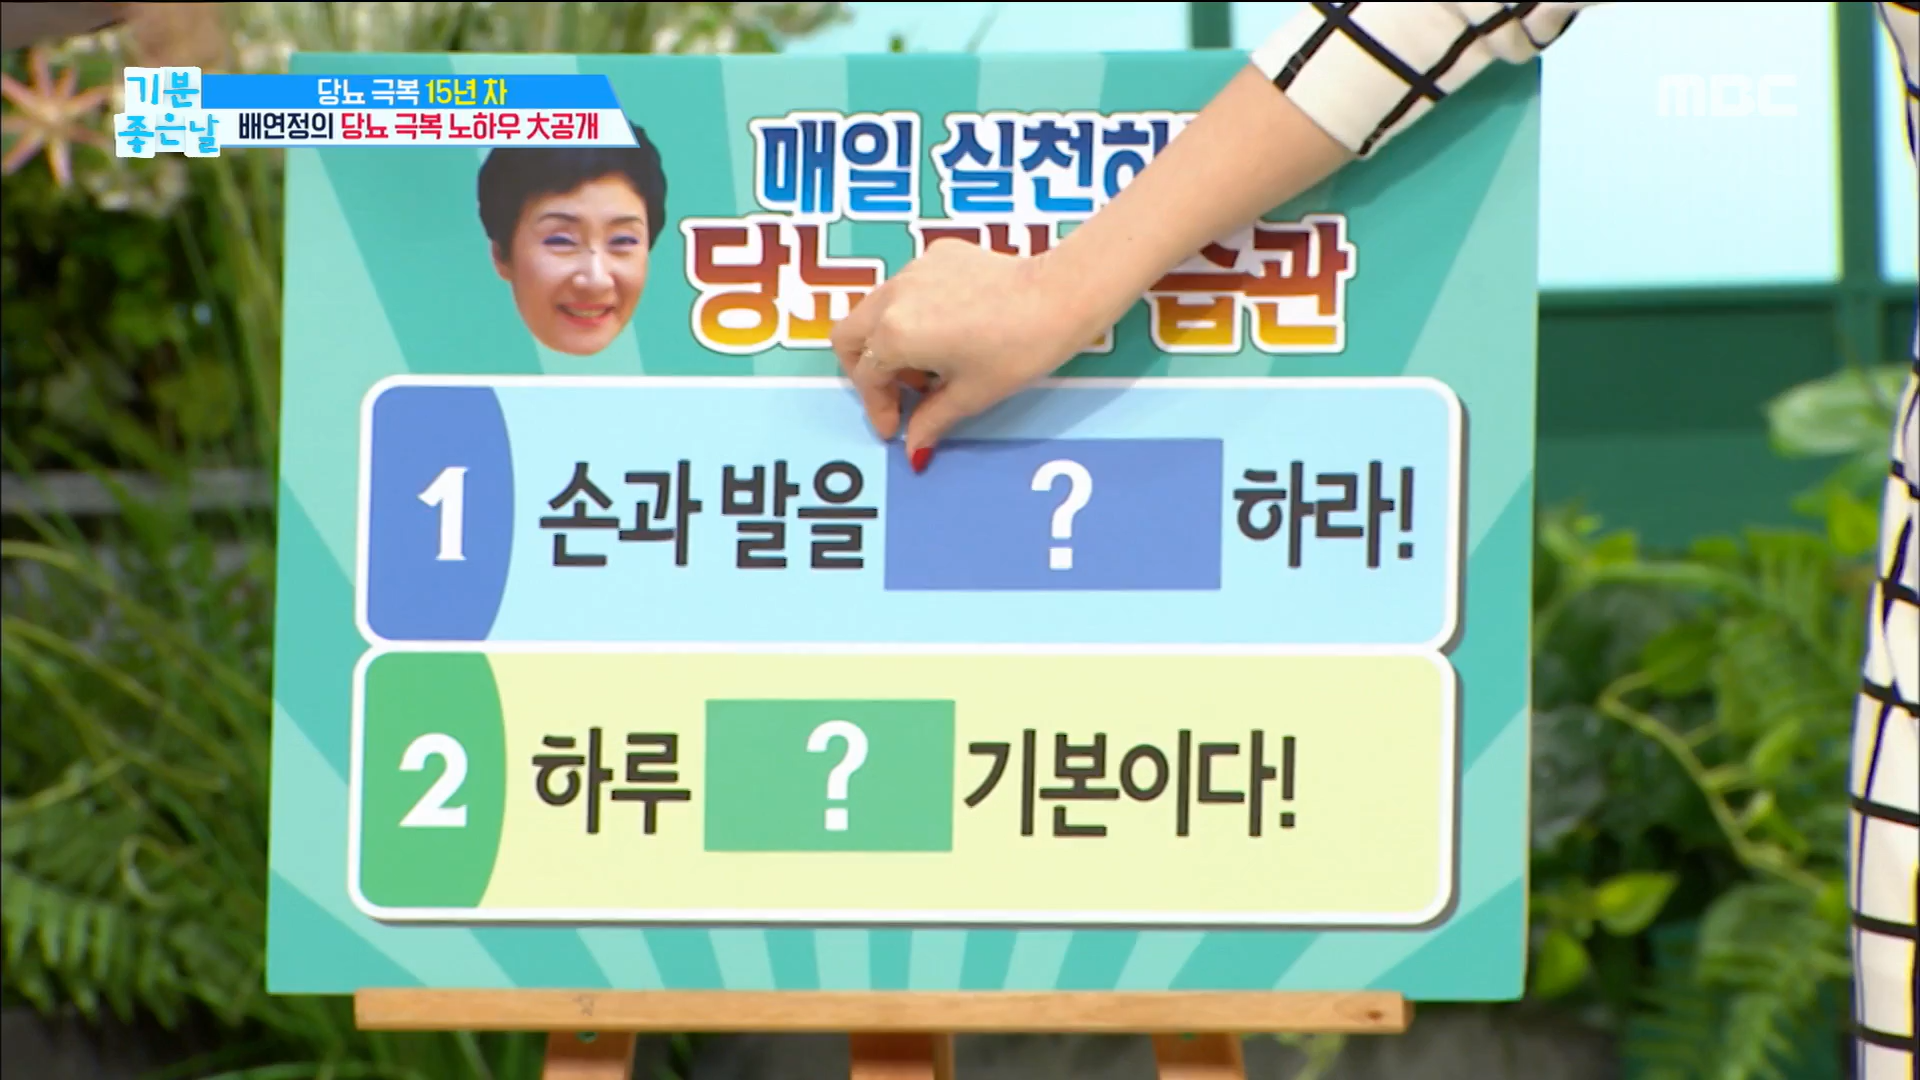 기분
좋은날
당뇨 극복 15년 차
배연정의 당뇨 극복 노하우 大공개
MBC
매일 실천하
당뇨 습관
1 손과 발을 ? 하라!
2 하루 ? 기본이다!